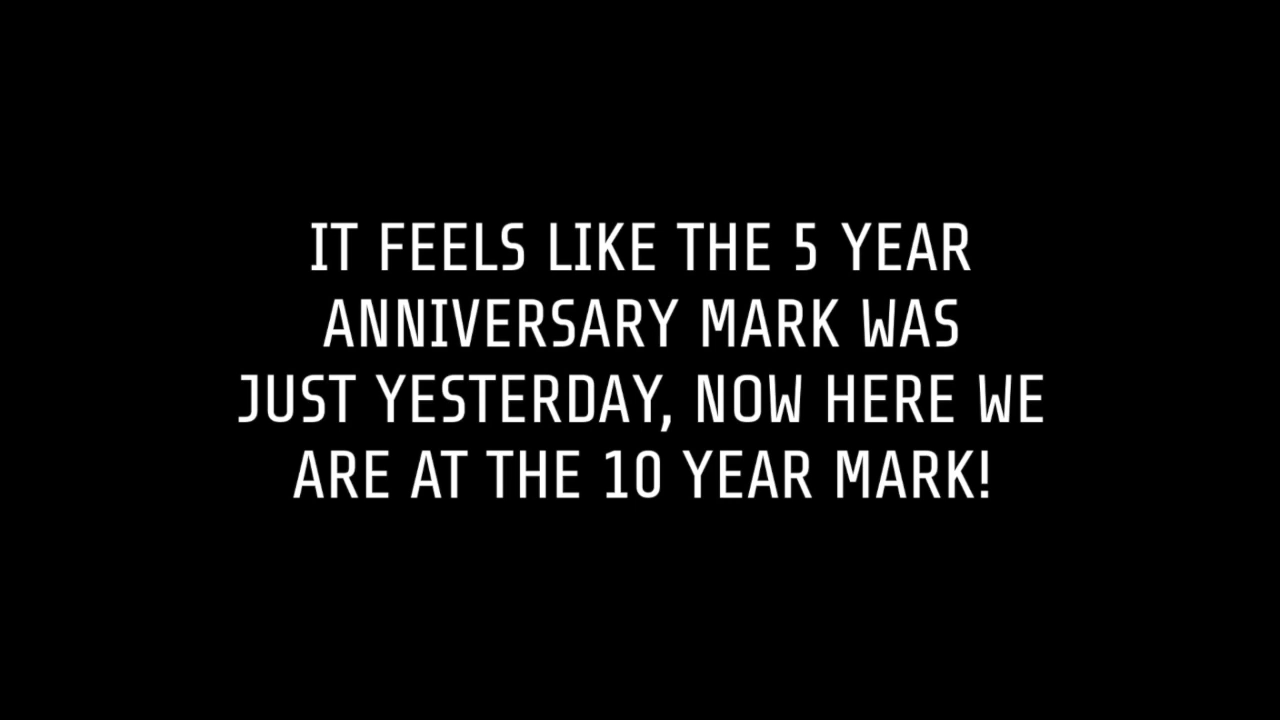 IT FEELS LIKE THE 5 YEAR
ANNIVERSARY MARK WAS
JUST YESTERDAY, NOW HERE WE
ARE AT THE 10 YEAR MARK!